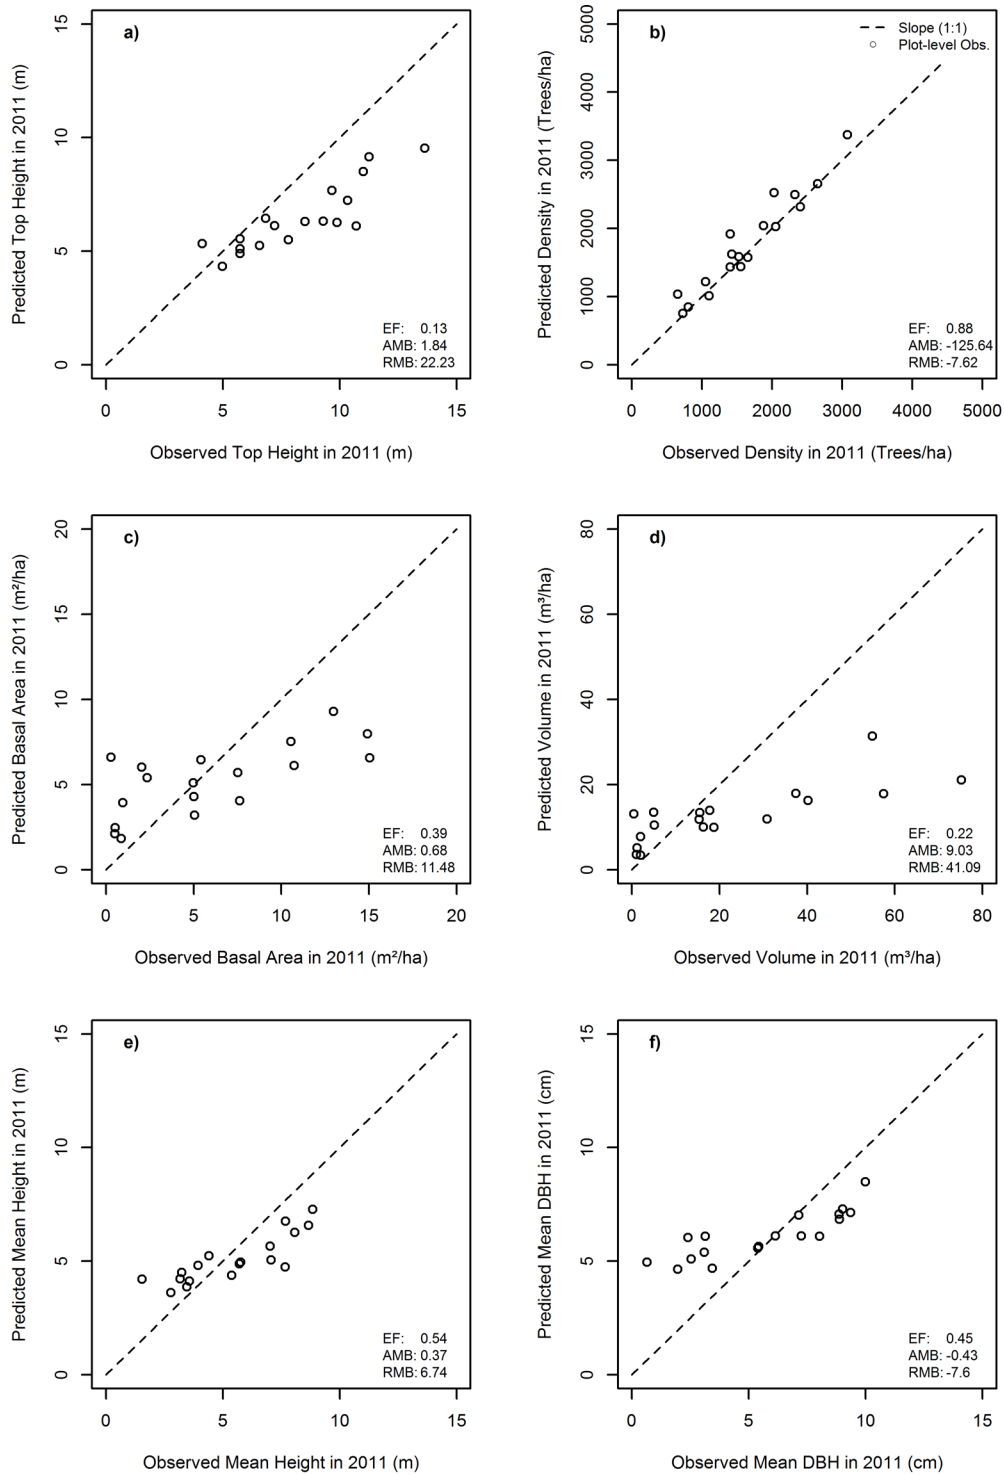 a)
15
10
5
0
Predicted Top Height in 2011 (m)
EF: 0.13
AMB: 1.84
RMB: 22.23
0 5 10 15
Observed Top Height in 2011 (m)
b)
Slope (1:1)
Plot-level Obs.
5000
4000
3000
2000
1000
0
Predicted Density in 2011 (Trees/ha)
EF: 0.88
AMB: -125.64
RMB: -7.62
0 1000 2000 3000 4000 5000
Observed Density in 2011 (Trees/ha)
c)
20
15
10
5
0
Predicted Basal Area in 2011 (m²/ha)
EF: 0.39
AMB: 0.68
RMB: 11.48
0 5 10 15 20
Observed Basal Area in 2011 (m²/ha)
d)
80
60
40
20
0
Predicted Volume in 2011 (m³/ha)
EF: 0.22
AMB: 9.03
RMB: 41.09
0 20 40 60 80
Observed Volume in 2011 (m³/ha)
e)
15
10
5
0
Predicted Mean Height in 2011 (m)
EF: 0.54
AMB: 0.37
RMB: 6.74
0 5 10 15
Observed Mean Height in 2011 (m)
f)
15
10
5
0
Predicted Mean DBH in 2011 (cm)
EF: 0.45
AMB: -0.43
RMB: -7.6
0 5 10 15
Observed Mean DBH in 2011 (cm)